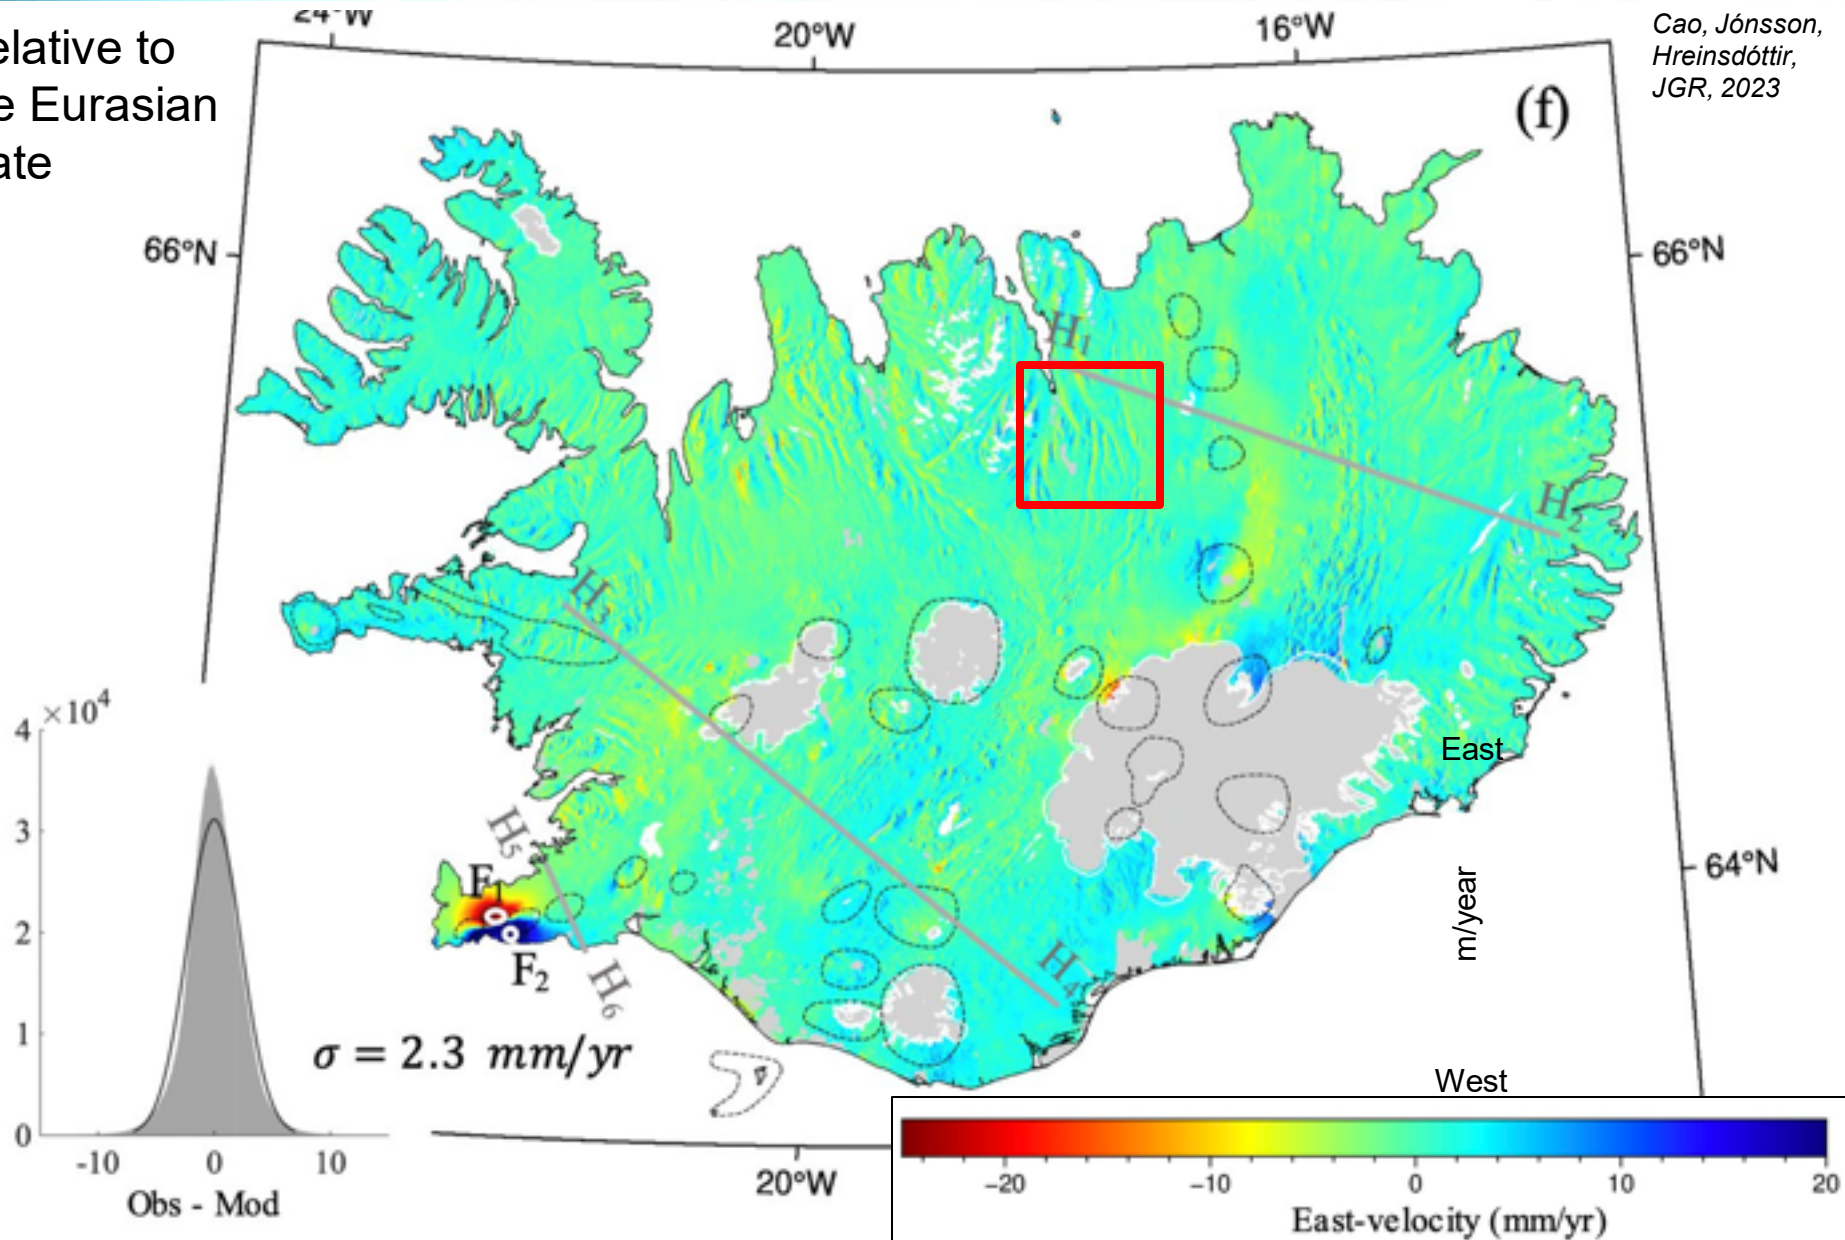 24°W
20°W
16°W
Cao, Jónsson,
Hreinsdóttir,
JGR, 2023
elative to
e Eurasian
ate
(f)
66°N
66°N
H1
H2
H3
4 ×10⁴
3
2
1
0
-10 0 10
Obs - Mod
East
64°N
m/year
H5
F1
F2
H6
H4
σ = 2.3 mm/yr
West
20°W
−20 −10 0 10 20
East-velocity (mm/yr)